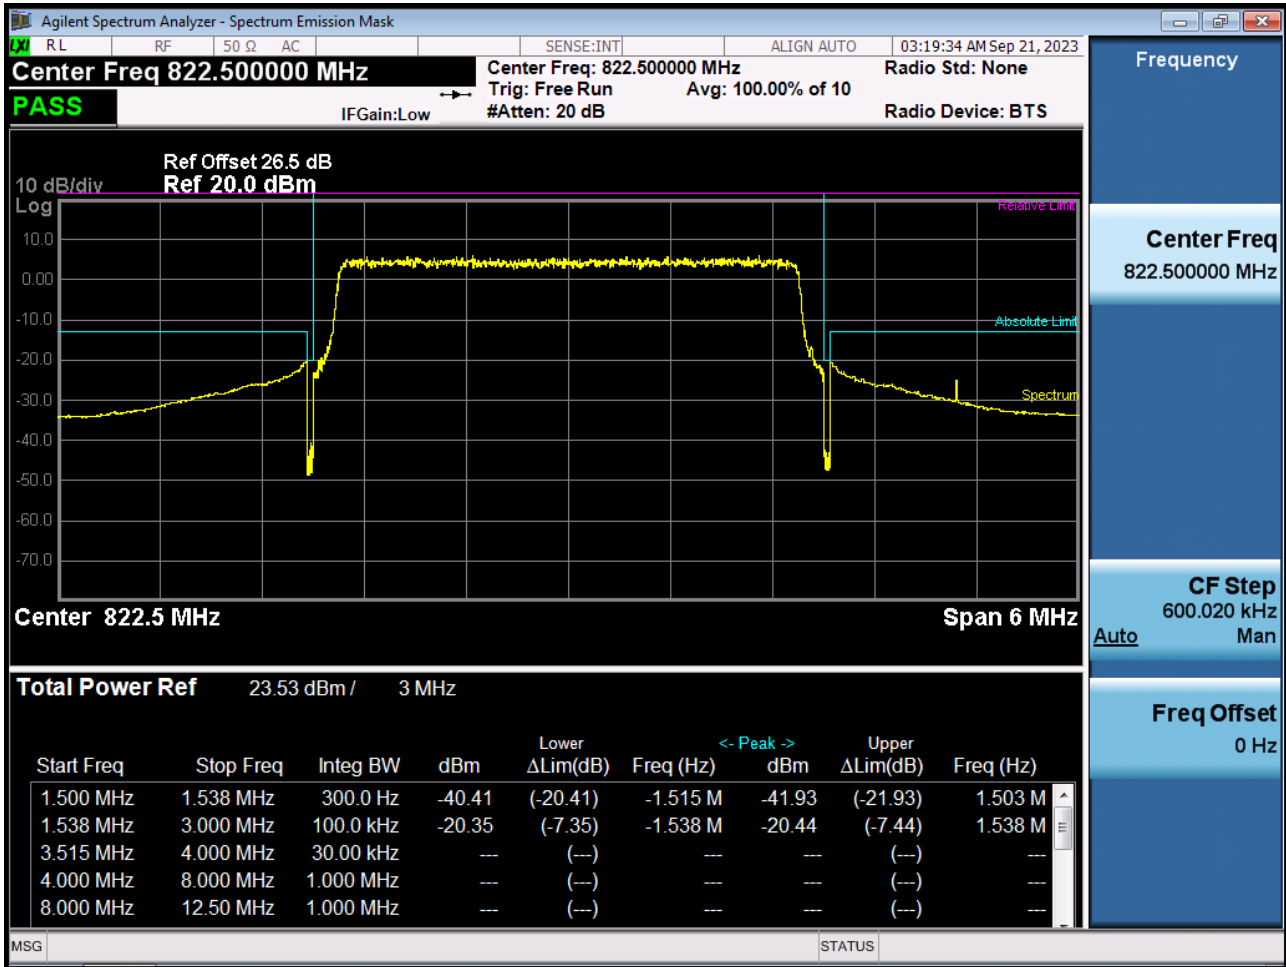 Agilent Spectrum Analyzer - Spectrum Emission Mask
LXI RL RF 50 Ω AC SENSE:INT ALIGN AUTO 03:19:34 AM Sep 21, 2023
Center Freq 822.500000 MHz
Center Freq: 822.500000 MHz Radio Std: None
Trig: Free Run Avg: 100.00% of 10
PASS IFGain:Low #Atten: 20 dB Radio Device: BTS
Ref Offset 26.5 dB
10 dB/div Ref 20.0 dBm
Log
Relative Limit
10.0
0.00
-10.0
Absolute Limit
-20.0
-30.0
Spectrum
-40.0
-50.0
-60.0
-70.0
Center 822.5 MHz Span 6 MHz
Total Power Ref 23.53 dBm / 3 MHz
Lower <- Peak -> Upper
Start Freq Stop Freq Integ BW dBm ΔLim(dB) Freq (Hz) dBm ΔLim(dB) Freq (Hz)
1.500 MHz 1.538 MHz 300.0 Hz -40.41 (-20.41) -1.515 M -41.93 (-21.93) 1.503 M
1.538 MHz 3.000 MHz 100.0 kHz -20.35 (-7.35) -1.538 M -20.44 (-7.44) 1.538 M
3.515 MHz 4.000 MHz 30.00 kHz --- (---) --- --- (---) ---
4.000 MHz 8.000 MHz 1.000 MHz --- (---) --- --- (---) ---
8.000 MHz 12.50 MHz 1.000 MHz --- (---) --- --- (---) ---
MSG STATUS
Frequency
Center Freq
822.500000 MHz
CF Step
600.020 kHz
Auto Man
Freq Offset
0 Hz